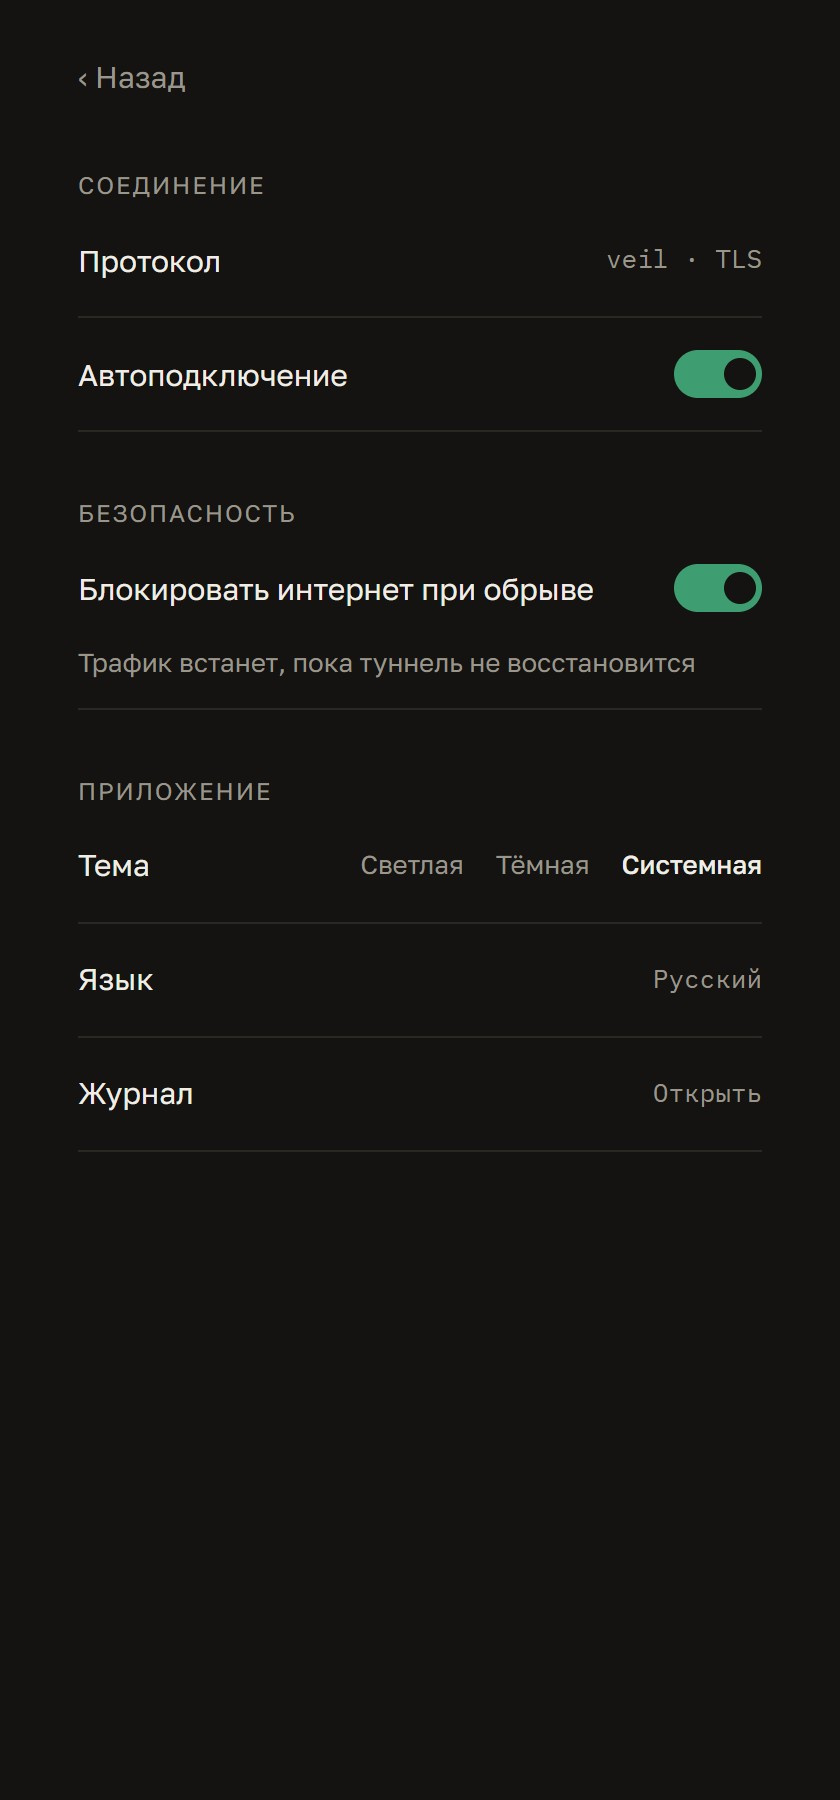 ‹ Назад
СОЕДИНЕНИЕ
Протокол veil · TLS
Автоподключение
БЕЗОПАСНОСТЬ
Блокировать интернет при обрыве
Трафик встанет, пока туннель не восстановится
ПРИЛОЖЕНИЕ
Тема Светлая Тёмная Системная
Язык Русский
Журнал Открыть